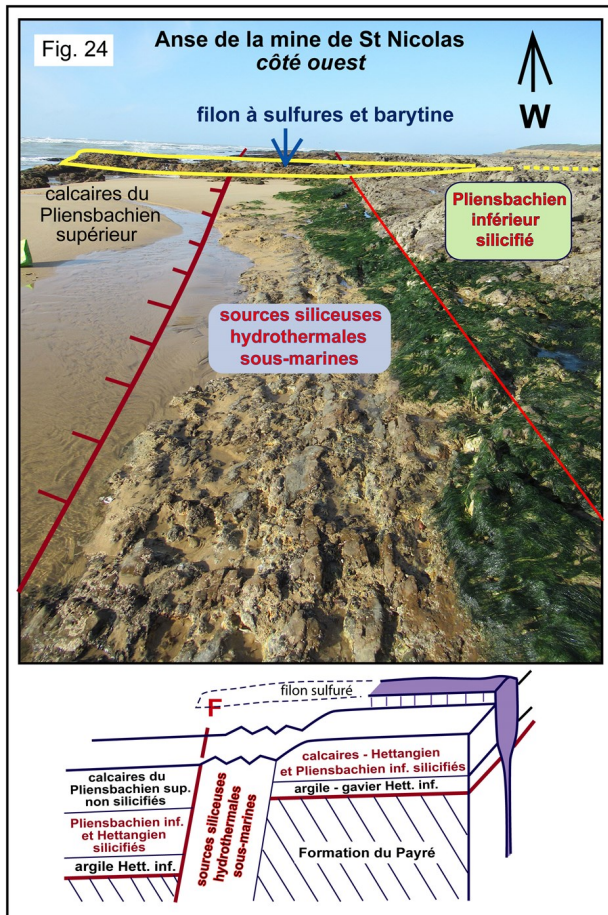 Fig. 24
Anse de la mine de St Nicolas
côté ouest
W
filon à sulfures et barytine
calcaires du
Pliensbachien
supérieur
Pliensbachien
inférieur
silicifié
sources siliceuses
hydrothermales
sous-marines
filon sulfuré
F
calcaires du
Pliensbachien sup.
non silicifiés
Pliensbachien inf.
et Hettangien
silicifiés
argile Hett. inf.
sources siliceuses
hydrothermales
sous-marines
calcaires - Hettangien
et Pliensbachien inf. silicifiés
argile - gavier Hett. inf.
Formation du Payré